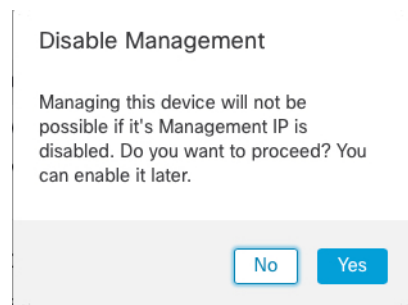 Disable Management
Managing this device will not be
possible if it's Management IP is
disabled. Do you want to proceed? You
can enable it later.
No
Yes